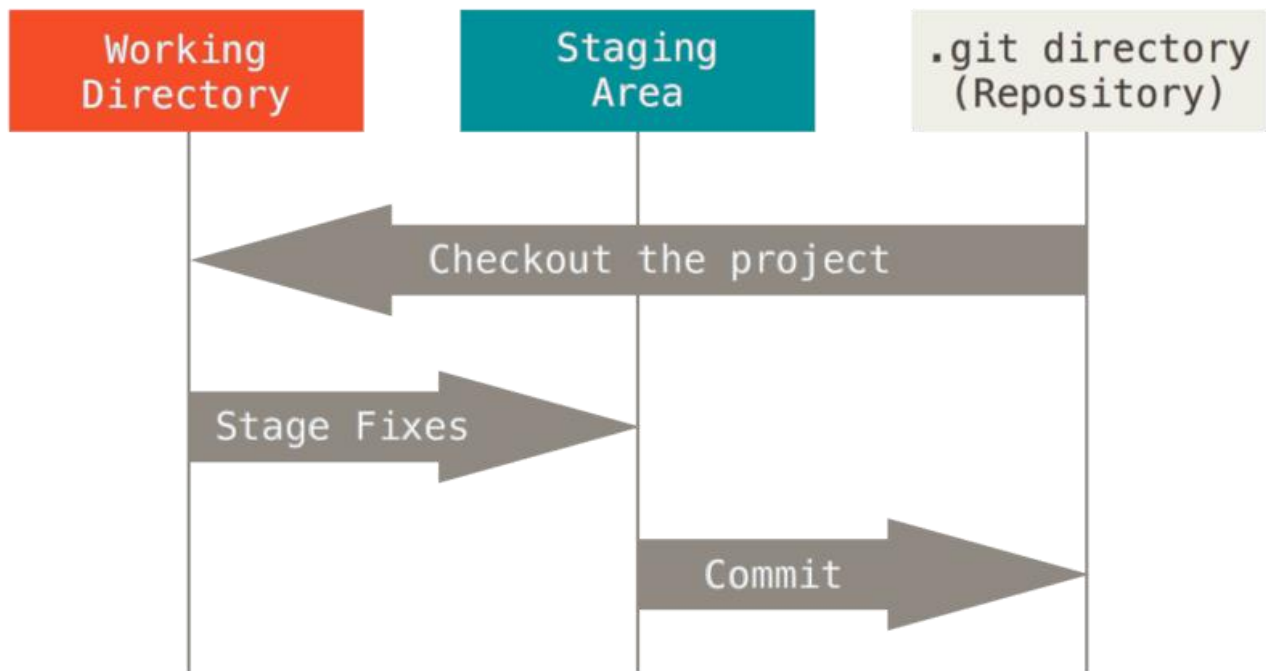 Working
Directory
Staging
Area
.git directory
(Repository)
Checkout the project
Stage Fixes
Commit